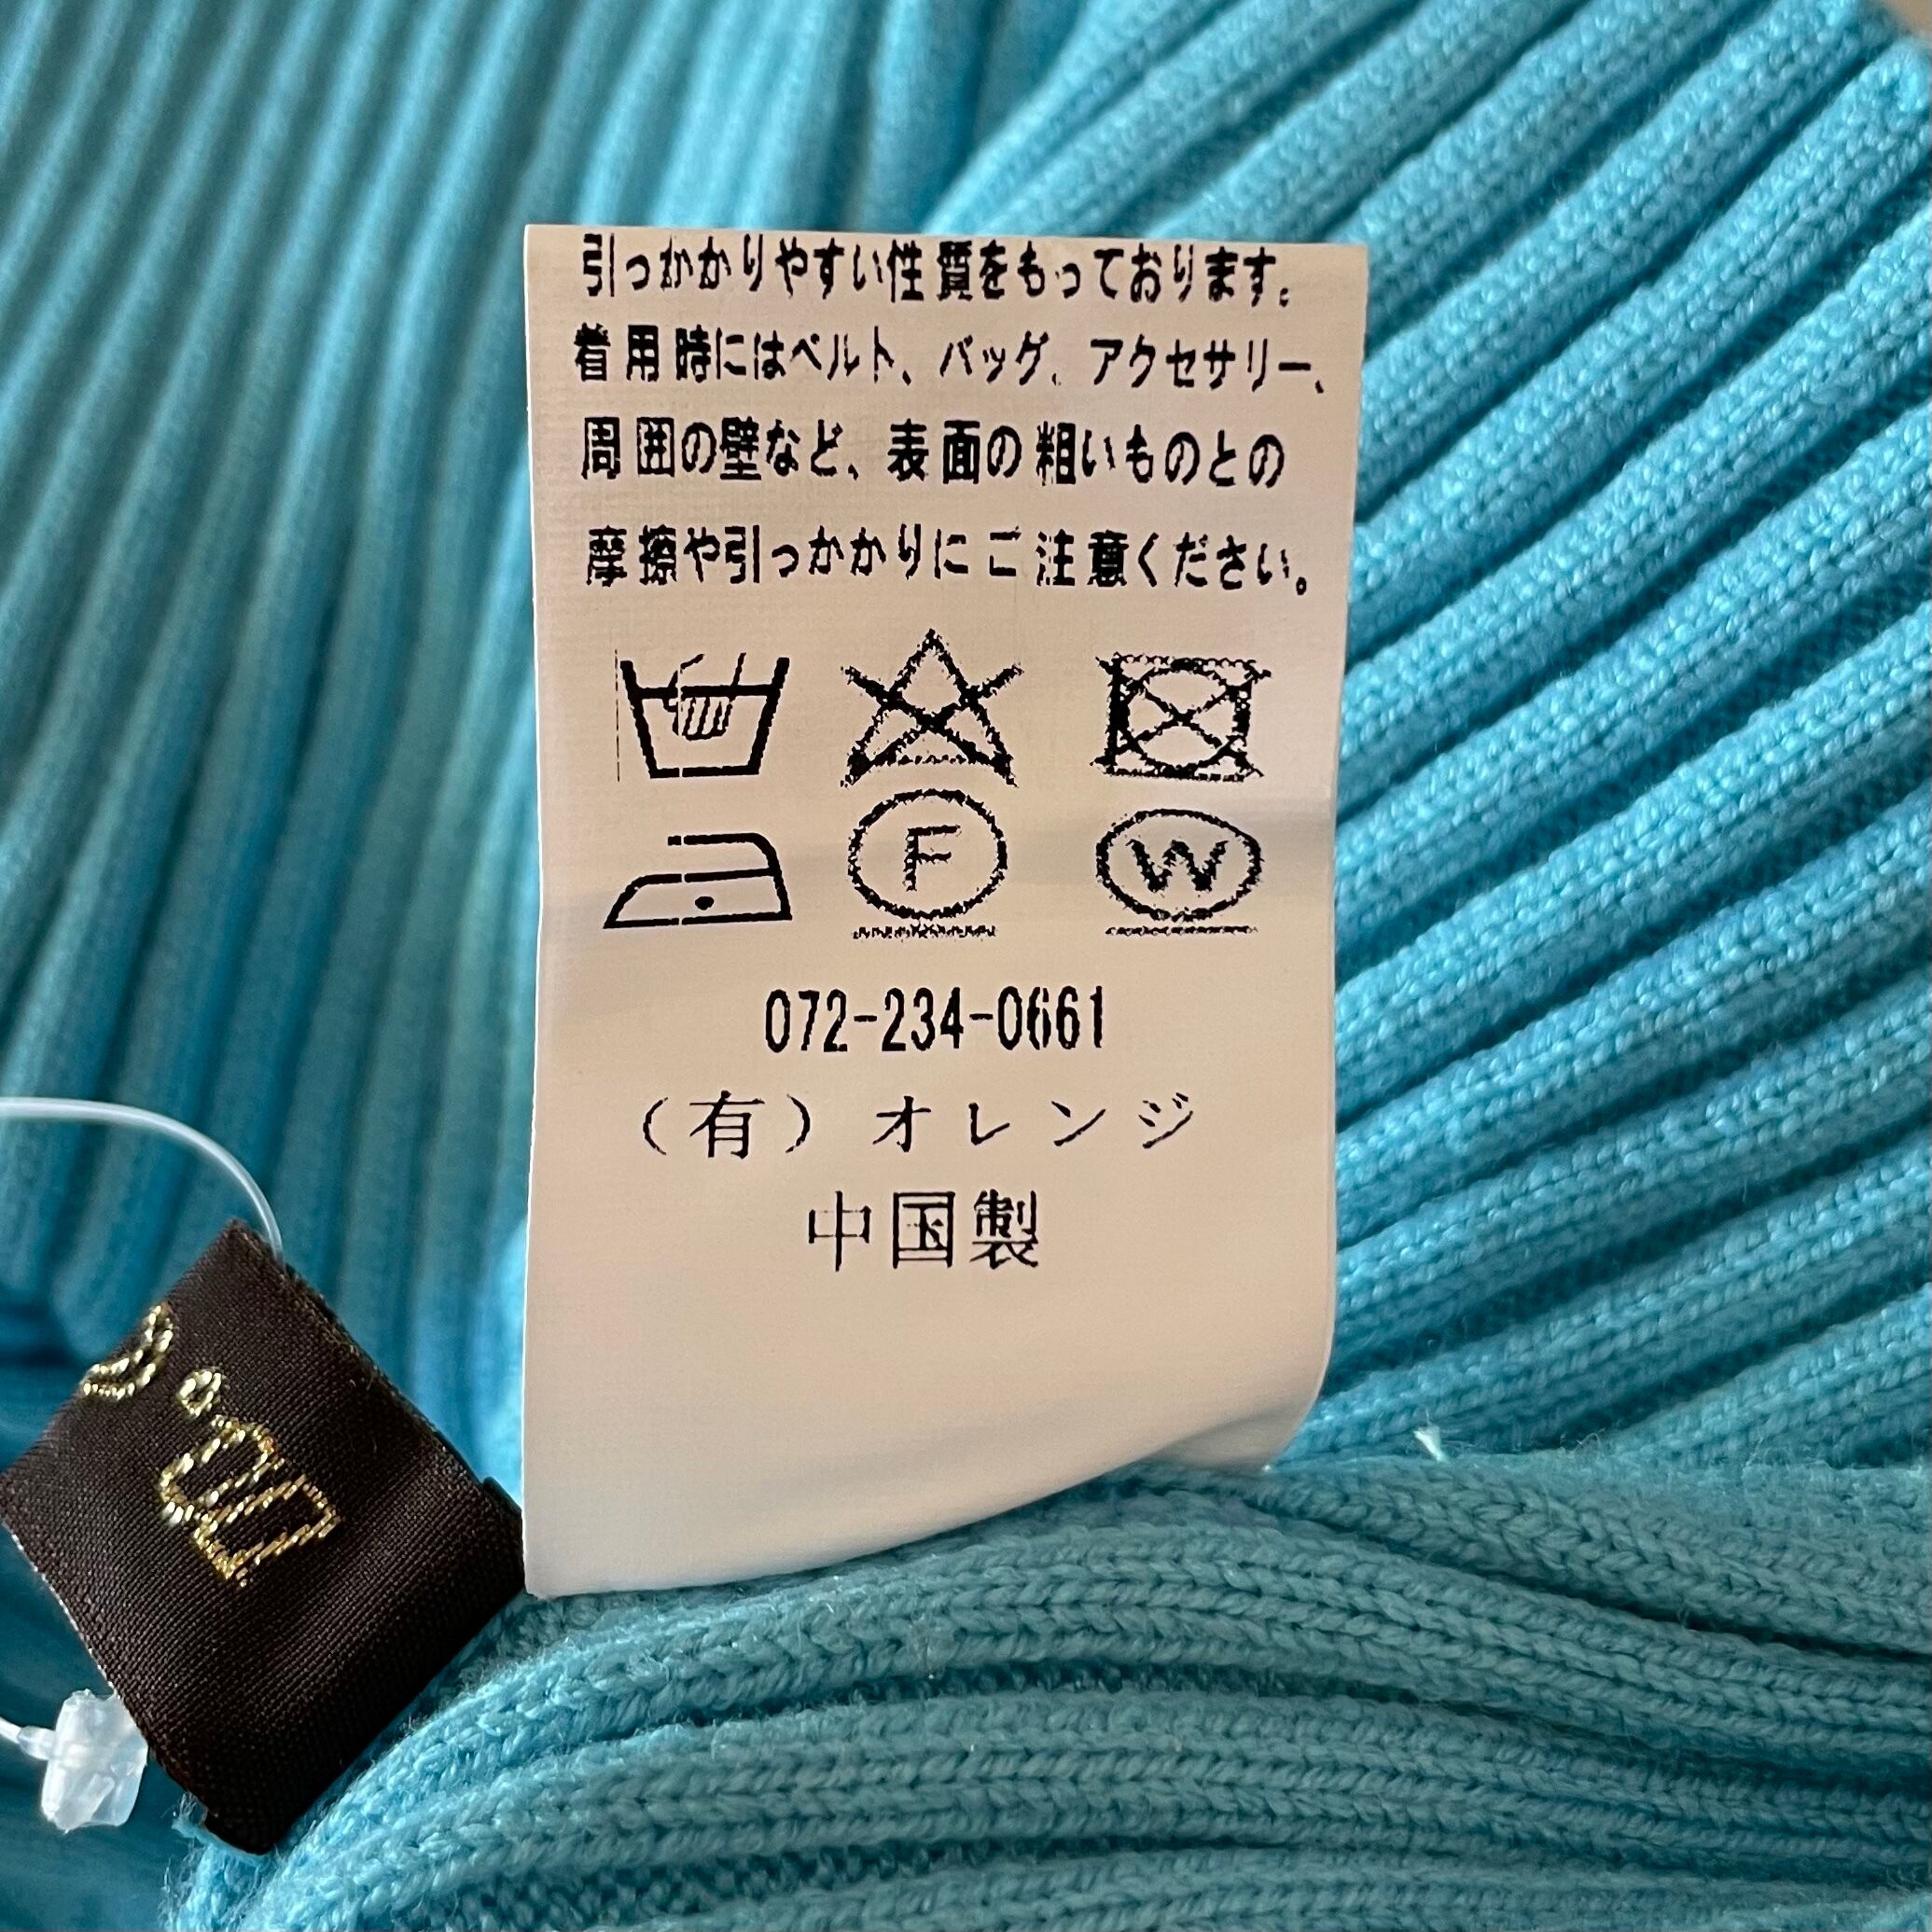 引っかかりやすい性質をもっております。
着用時にはベルト、バッグ、アクセサリー、
周囲の壁など、表面の粗いものとの
摩擦や引っかかりにご注意ください。
F W
072-234-0661
（有）オレンジ
中国製